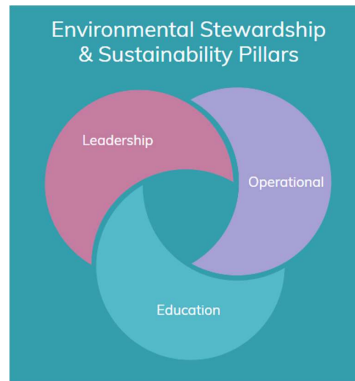 Environmental Stewardship
& Sustainability Pillars
Leadership
Operational
Education